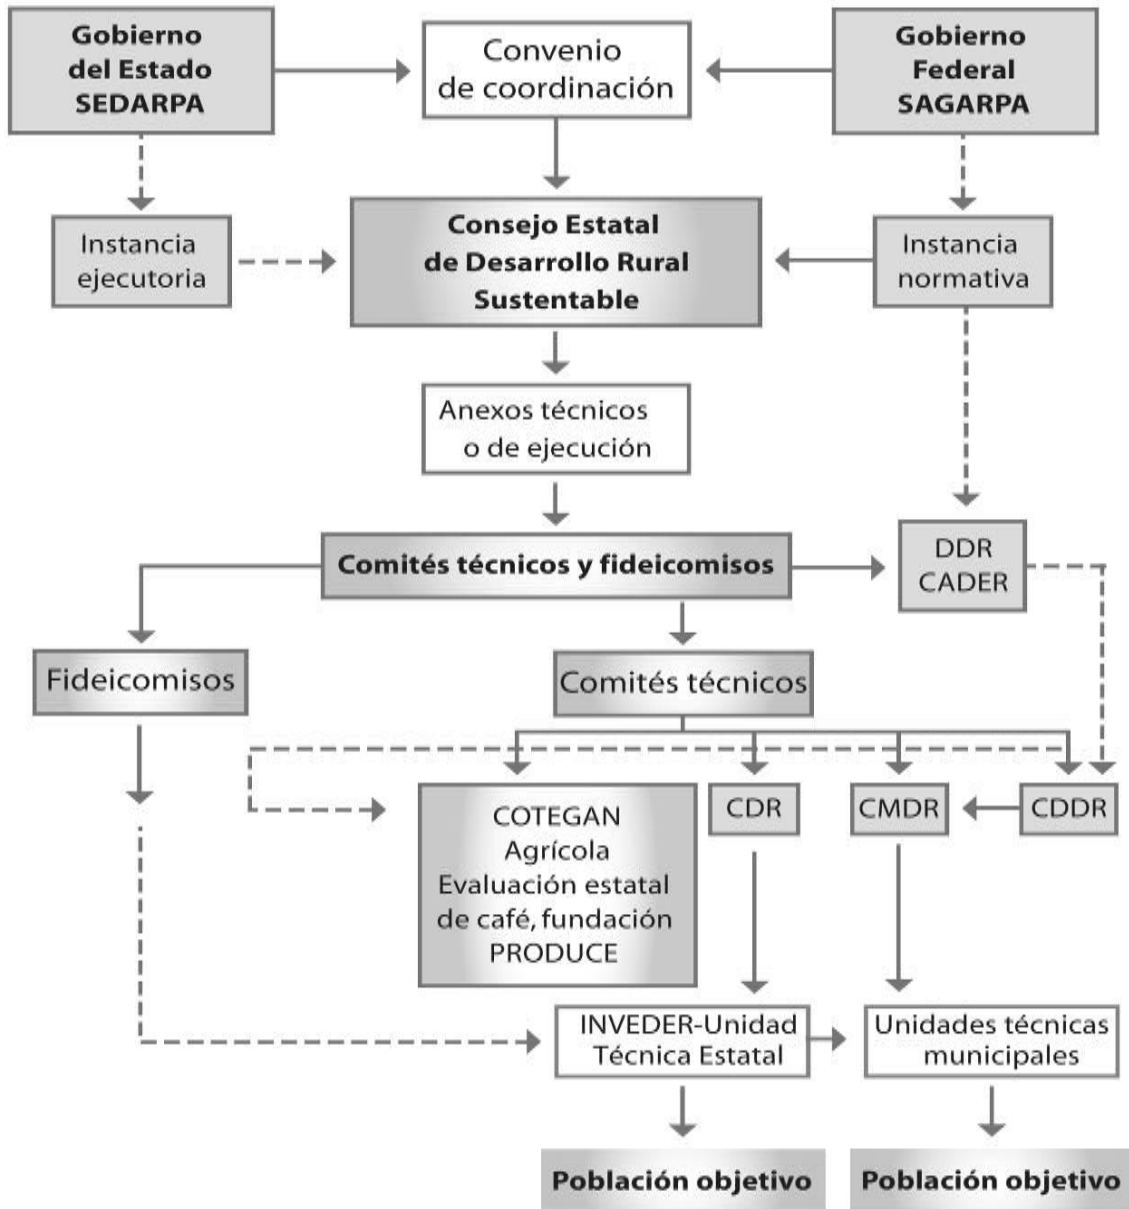 Gobierno
del Estado
SEDARPA
Convenio
de coordinación
Gobierno
Federal
SAGARPA
Instancia
ejecutoria
Consejo Estatal
de Desarrollo Rural
Sustentable
Instancia
normativa
Anexos técnicos
o de ejecución
Comités técnicos y fideicomisos
DDR
CADER
Fideicomisos
Comités técnicos
COTEGAN
Agrícola
Evaluación estatal
de café, fundación
PRODUCE
CDR
CMDR
CDDR
INVEDER-Unidad
Técnica Estatal
Unidades técnicas
municipales
Población objetivo
Población objetivo